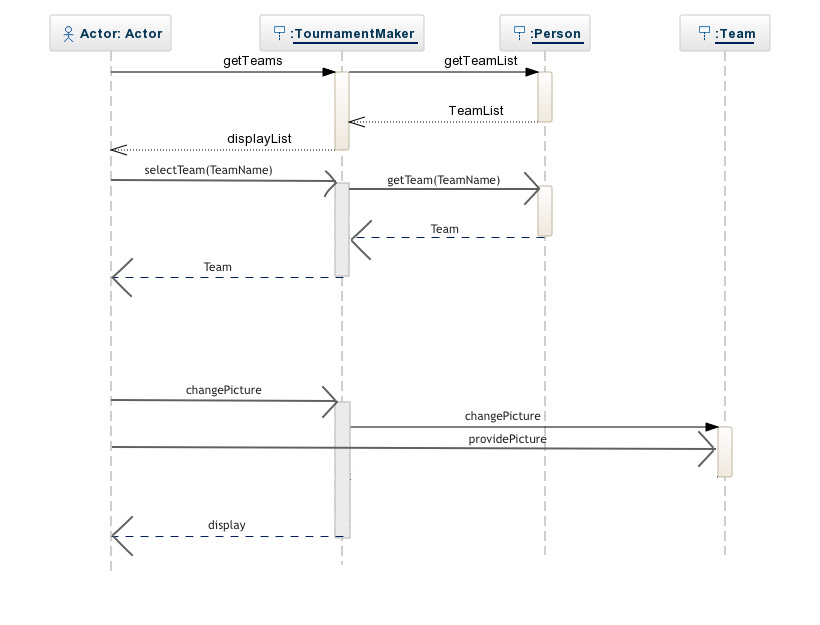 Actor: Actor
:TournamentMaker
:Person
:Team
getTeams
getTeamList
TeamList
displayList
selectTeam(TeamName)
getTeam(TeamName)
Team
Team
changePicture
changePicture
providePicture
display